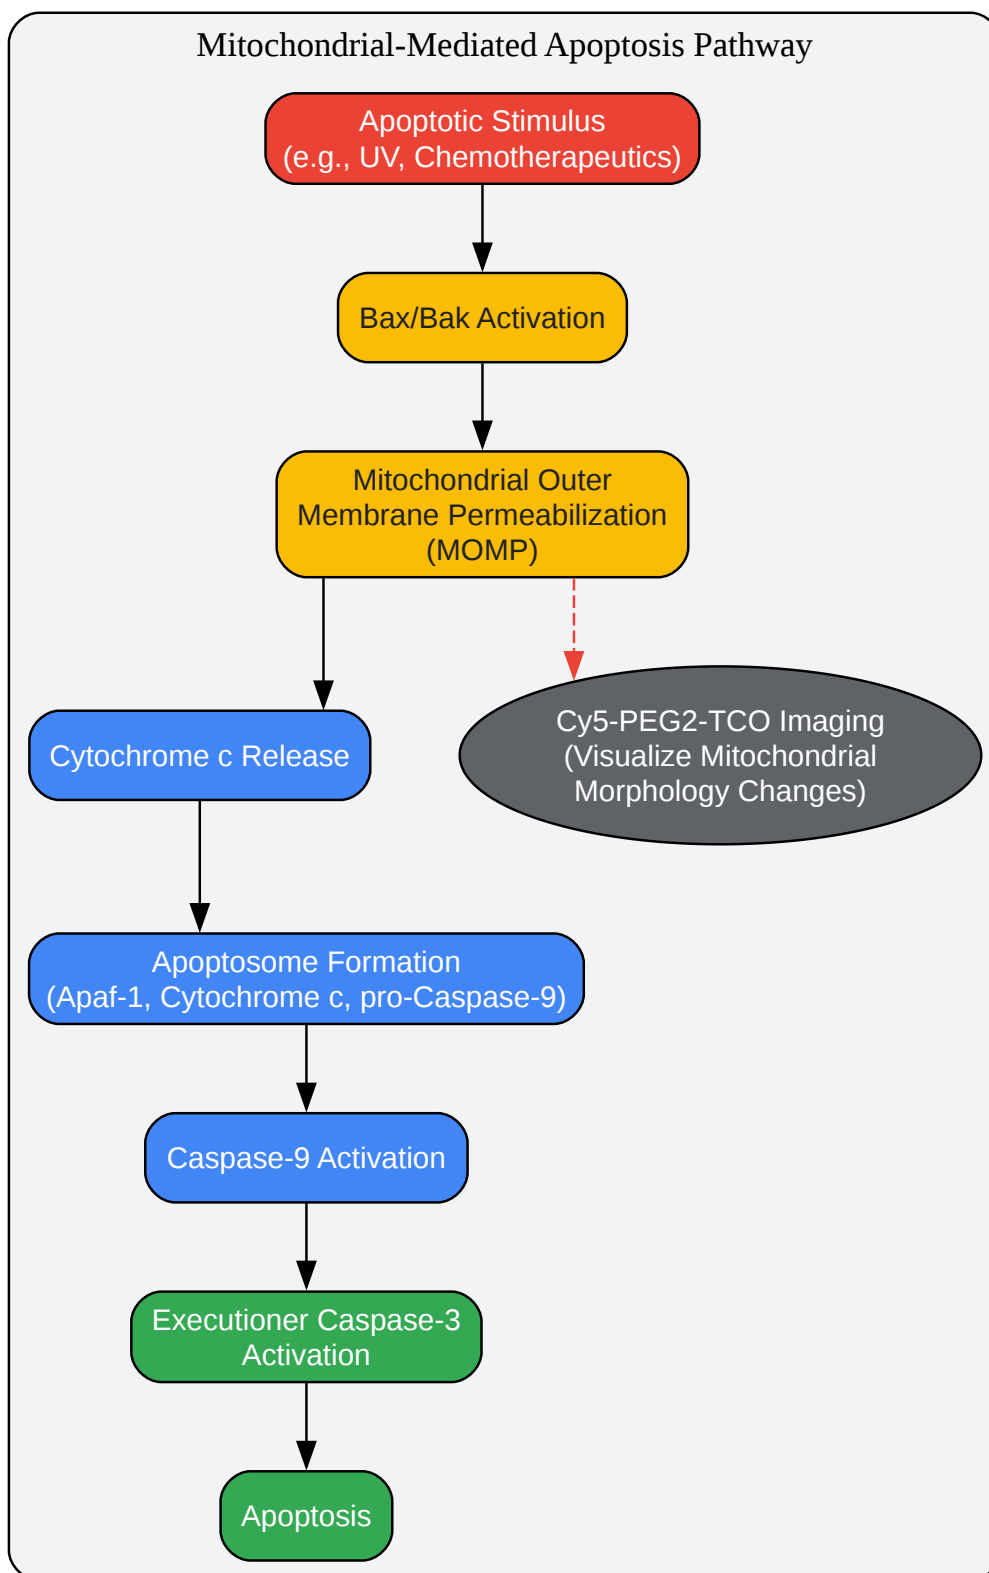 Mitochondrial-Mediated Apoptosis Pathway
Apoptotic Stimulus
(e.g., UV, Chemotherapeutics)
Bax/Bak Activation
Mitochondrial Outer
Membrane Permeabilization
(MOMP)
Cytochrome c Release
Cy5-PEG2-TCO Imaging
(Visualize Mitochondrial
Morphology Changes)
Apoptosome Formation
(Apaf-1, Cytochrome c, pro-Caspase-9)
Caspase-9 Activation
Executioner Caspase-3
Activation
Apoptosis